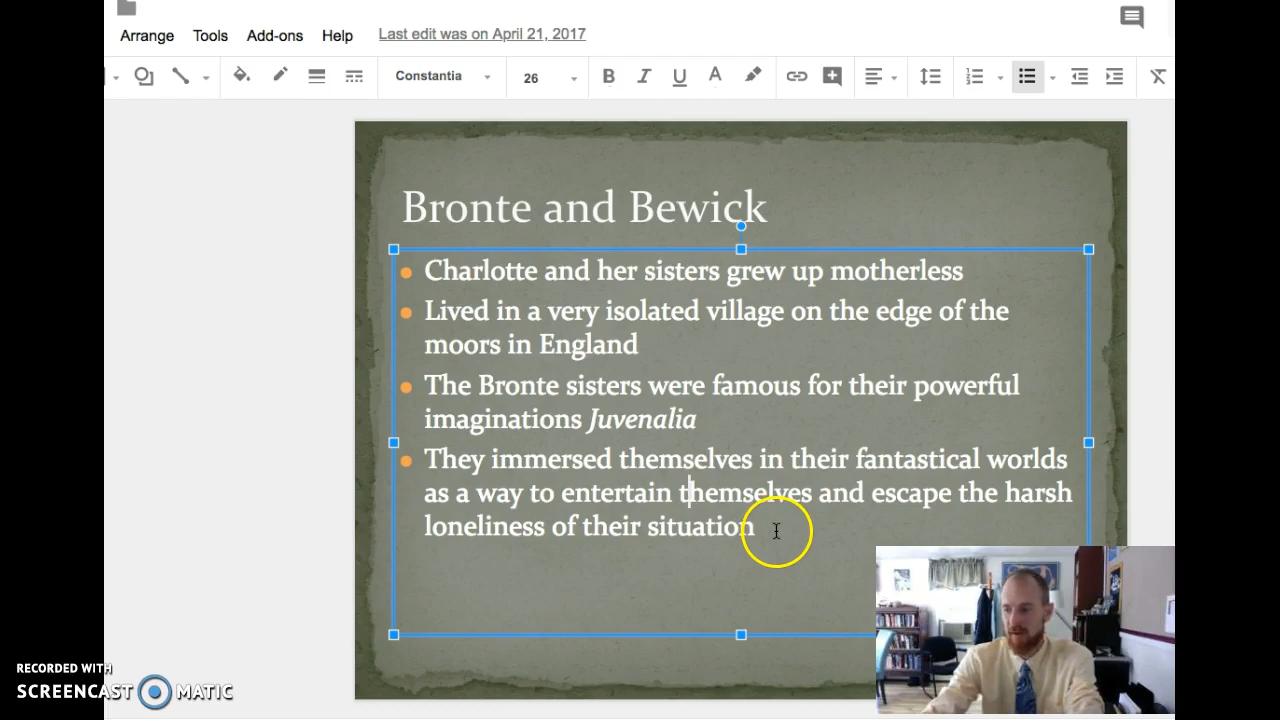 Arrange Tools Add-ons Help Last edit was on April 21, 2017
Constantia 26 B I U A
Bronte and Bewick
Charlotte and her sisters grew up motherless
Lived in a very isolated village on the edge of the
moors in England
The Bronte sisters were famous for their powerful
imaginations Juvenalia
They immersed themselves in their fantastical worlds
as a way to entertain themselves and escape the harsh
loneliness of their situation
RECORDED WITH
SCREENCAST MATIC